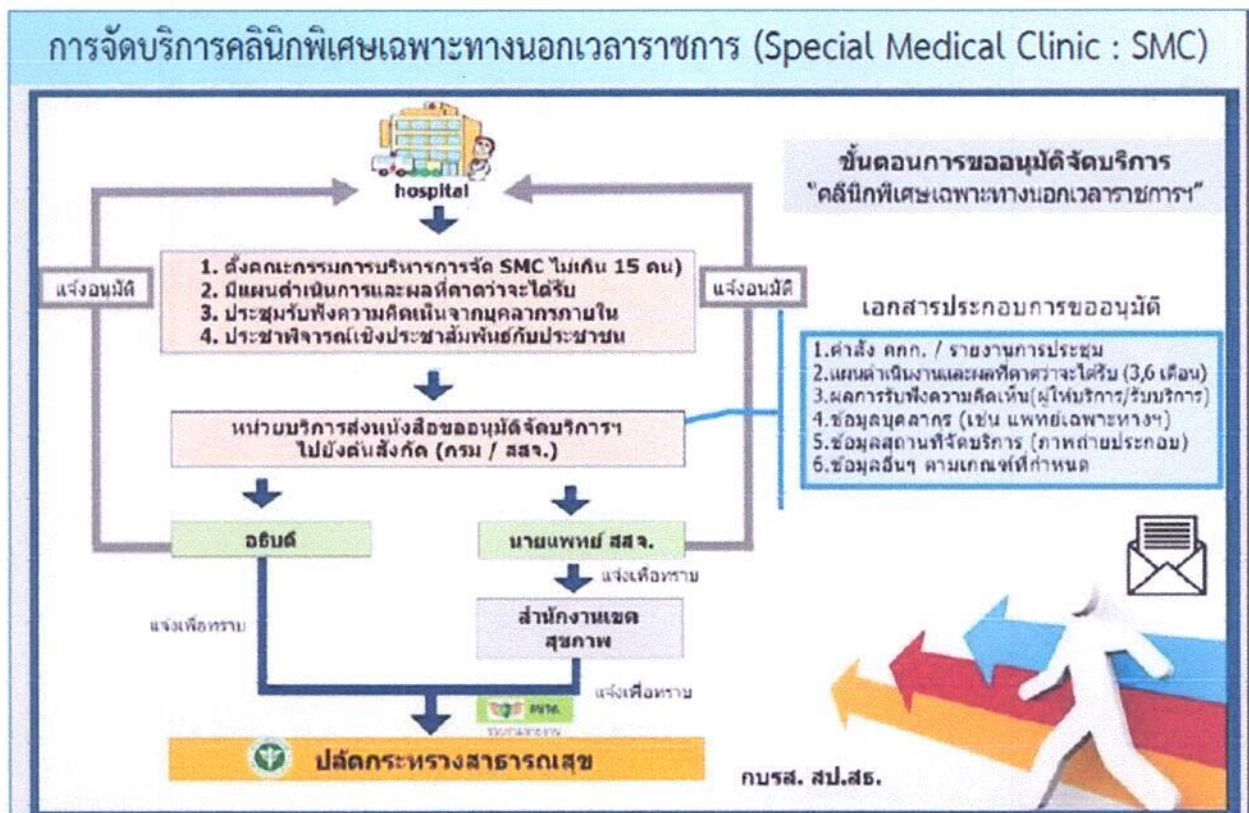 การจัดบริการคลินิกพิเศษเฉพาะทางนอกเวลาราชการ (Special Medical Clinic : SMC)
hospital
ขั้นตอนการขออนุมัติจัดบริการ
"คลินิกพิเศษเฉพาะทางนอกเวลาราชการฯ"
แจ้งอนุมัติ
1. ตั้งคณะกรรมการบริหารการจัด SMC ไม่เกิน 15 คน)
2. มีแผนดำเนินการและผลที่คาดว่าจะได้รับ
3. ประชุมรับฟังความคิดเห็นจากบุคลากรภายใน
4. ประชาพิจารณ์เชิงประชาสัมพันธ์กับประชาชน
แจ้งอนุมัติ
เอกสารประกอบการขออนุมัติ
1.คำสั่ง คกก. / รายงานการประชุม
2.แผนดำเนินงานและผลที่คาดว่าจะได้รับ (3,6 เดือน)
3.ผลการรับฟังความคิดเห็น(ผู้ให้บริการ/รับบริการ)
4.ข้อมูลบุคลากร (เช่น แพทย์เฉพาะทางฯ)
5.ข้อมูลสถานที่จัดบริการ (ภาพถ่ายประกอบ)
6.ข้อมูลอื่นๆ ตามเกณฑ์ที่กำหนด
หน่วยบริการส่งหนังสือขออนุมัติจัดบริการฯ
ไปยังต้นสังกัด (กรม / สสจ.)
อธิบดี
นายแพทย์ สสจ.
แจ้งเพื่อทราบ
แจ้งเพื่อทราบ
สำนักงานเขต
สุขภาพ
แจ้งเพื่อทราบ
ปลัดกระทรวงสาธารณสุข
กบรส. สป.สธ.